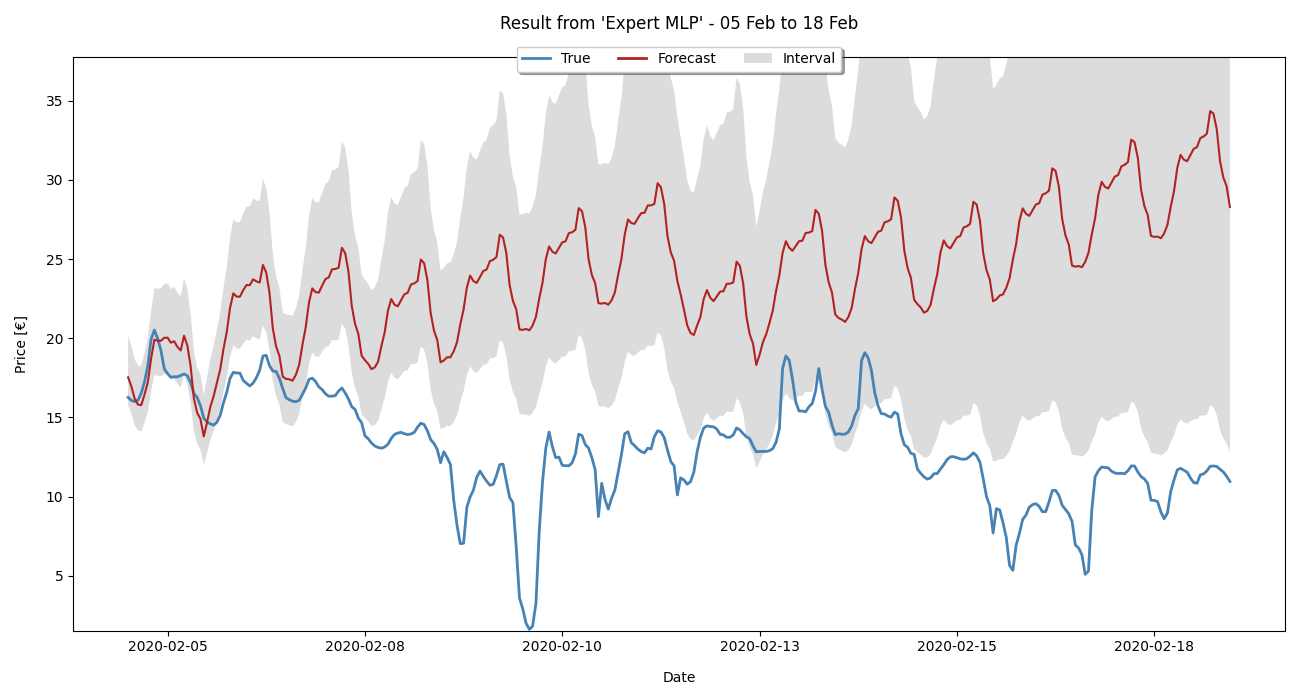 Result from 'Expert MLP' - 05 Feb to 18 Feb
True Forecast Interval
35
30
25
20
15
10
5
Price [€]
2020-02-05 2020-02-08 2020-02-10 2020-02-13 2020-02-15 2020-02-18
Date